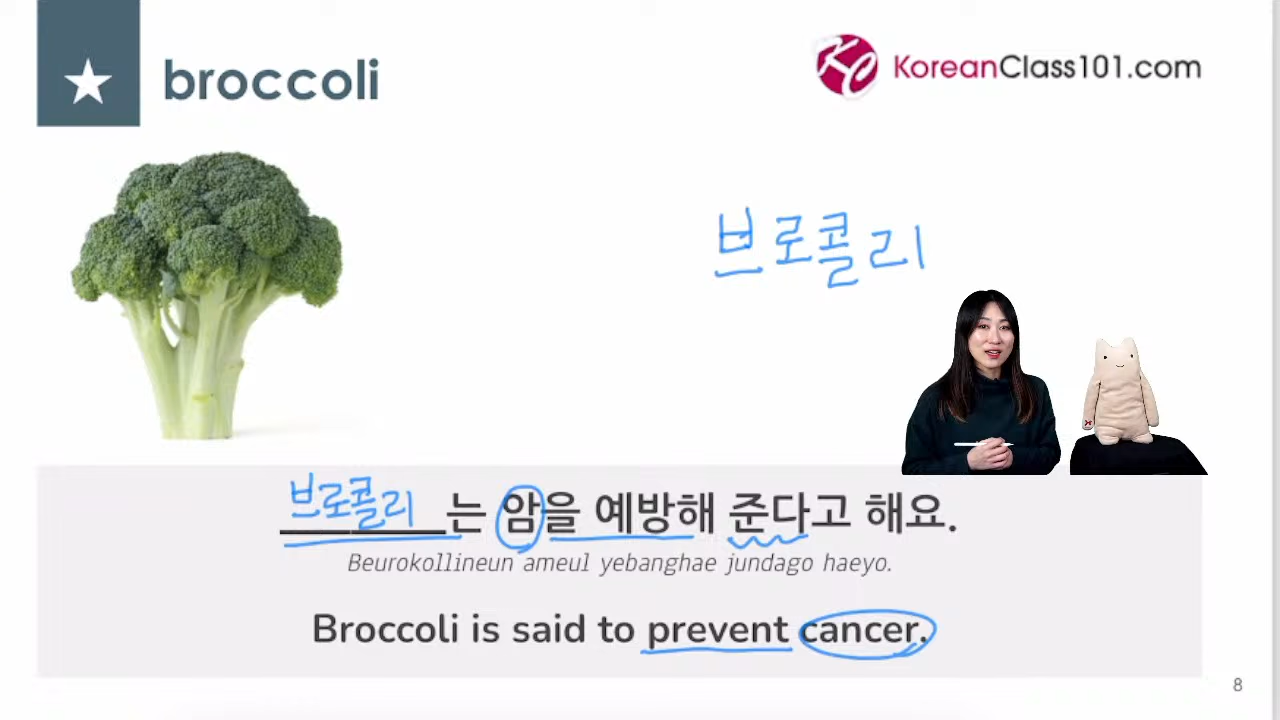 broccoli
KC KoreanClass101.com
브로콜리
브로콜리는 암을 예방해 준다고 해요.
Beurokollineun ameul yebanghae jundago haeyo.
Broccoli is said to prevent cancer.
8